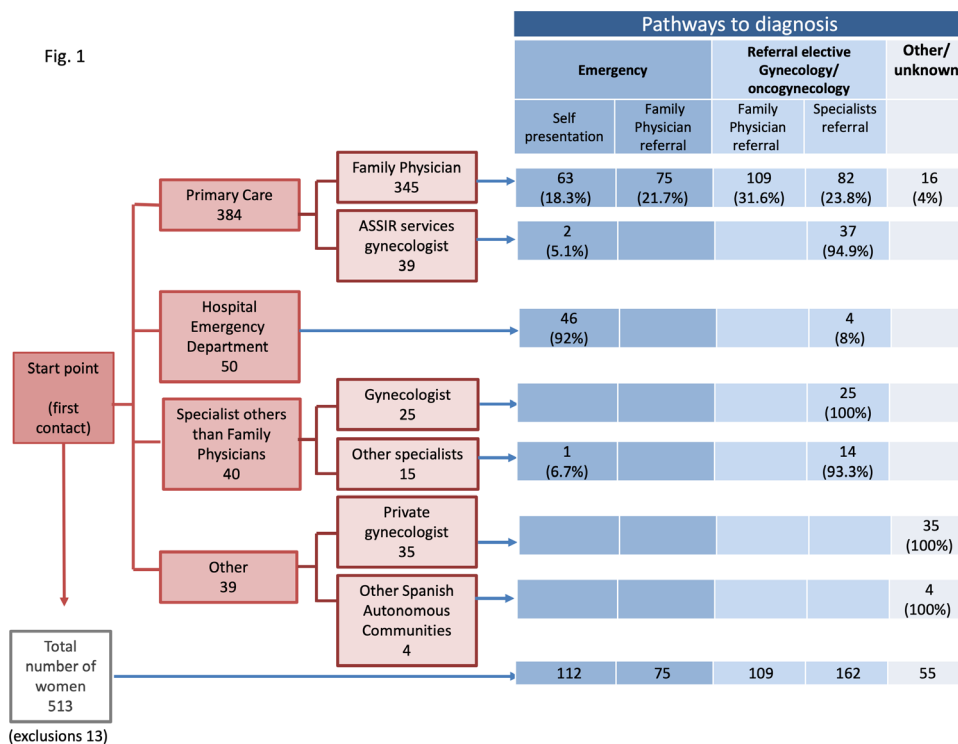 Pathways to diagnosis
Fig. 1
Emergency
Referral elective
Gynecology/
oncogynecology
Other/
unknown
Self
presentation
Family
Physician
referral
Family
Physician
referral
Specialists
referral
Primary Care
384
Family Physician
345
63
(18.3%)
75
(21.7%)
109
(31.6%)
82
(23.8%)
16
(4%)
ASSIR services
gynecologist
39
2
(5.1%)
37
(94.9%)
Hospital
Emergency
Department
50
46
(92%)
4
(8%)
Start point
(first
contact)
Specialist others
than Family
Physicians
40
Gynecologist
25
25
(100%)
Other specialists
15
1
(6.7%)
14
(93.3%)
Other
39
Private
gynecologist
35
35
(100%)
Other Spanish
Autonomous
Communities
4
4
(100%)
Total
number of
women
513
112
75
109
162
55
(exclusions 13)